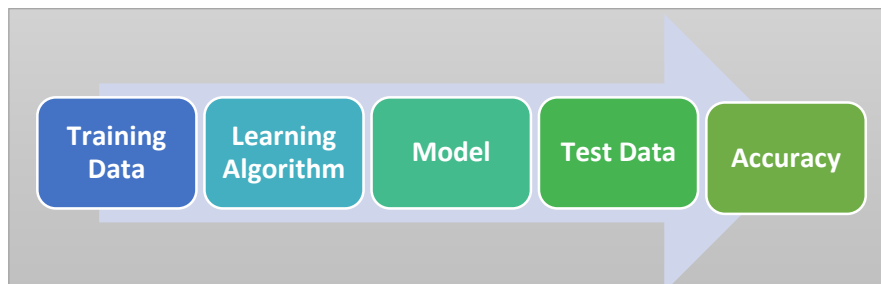 Training
Data
Learning
Algorithm
Model
Test Data
Accuracy